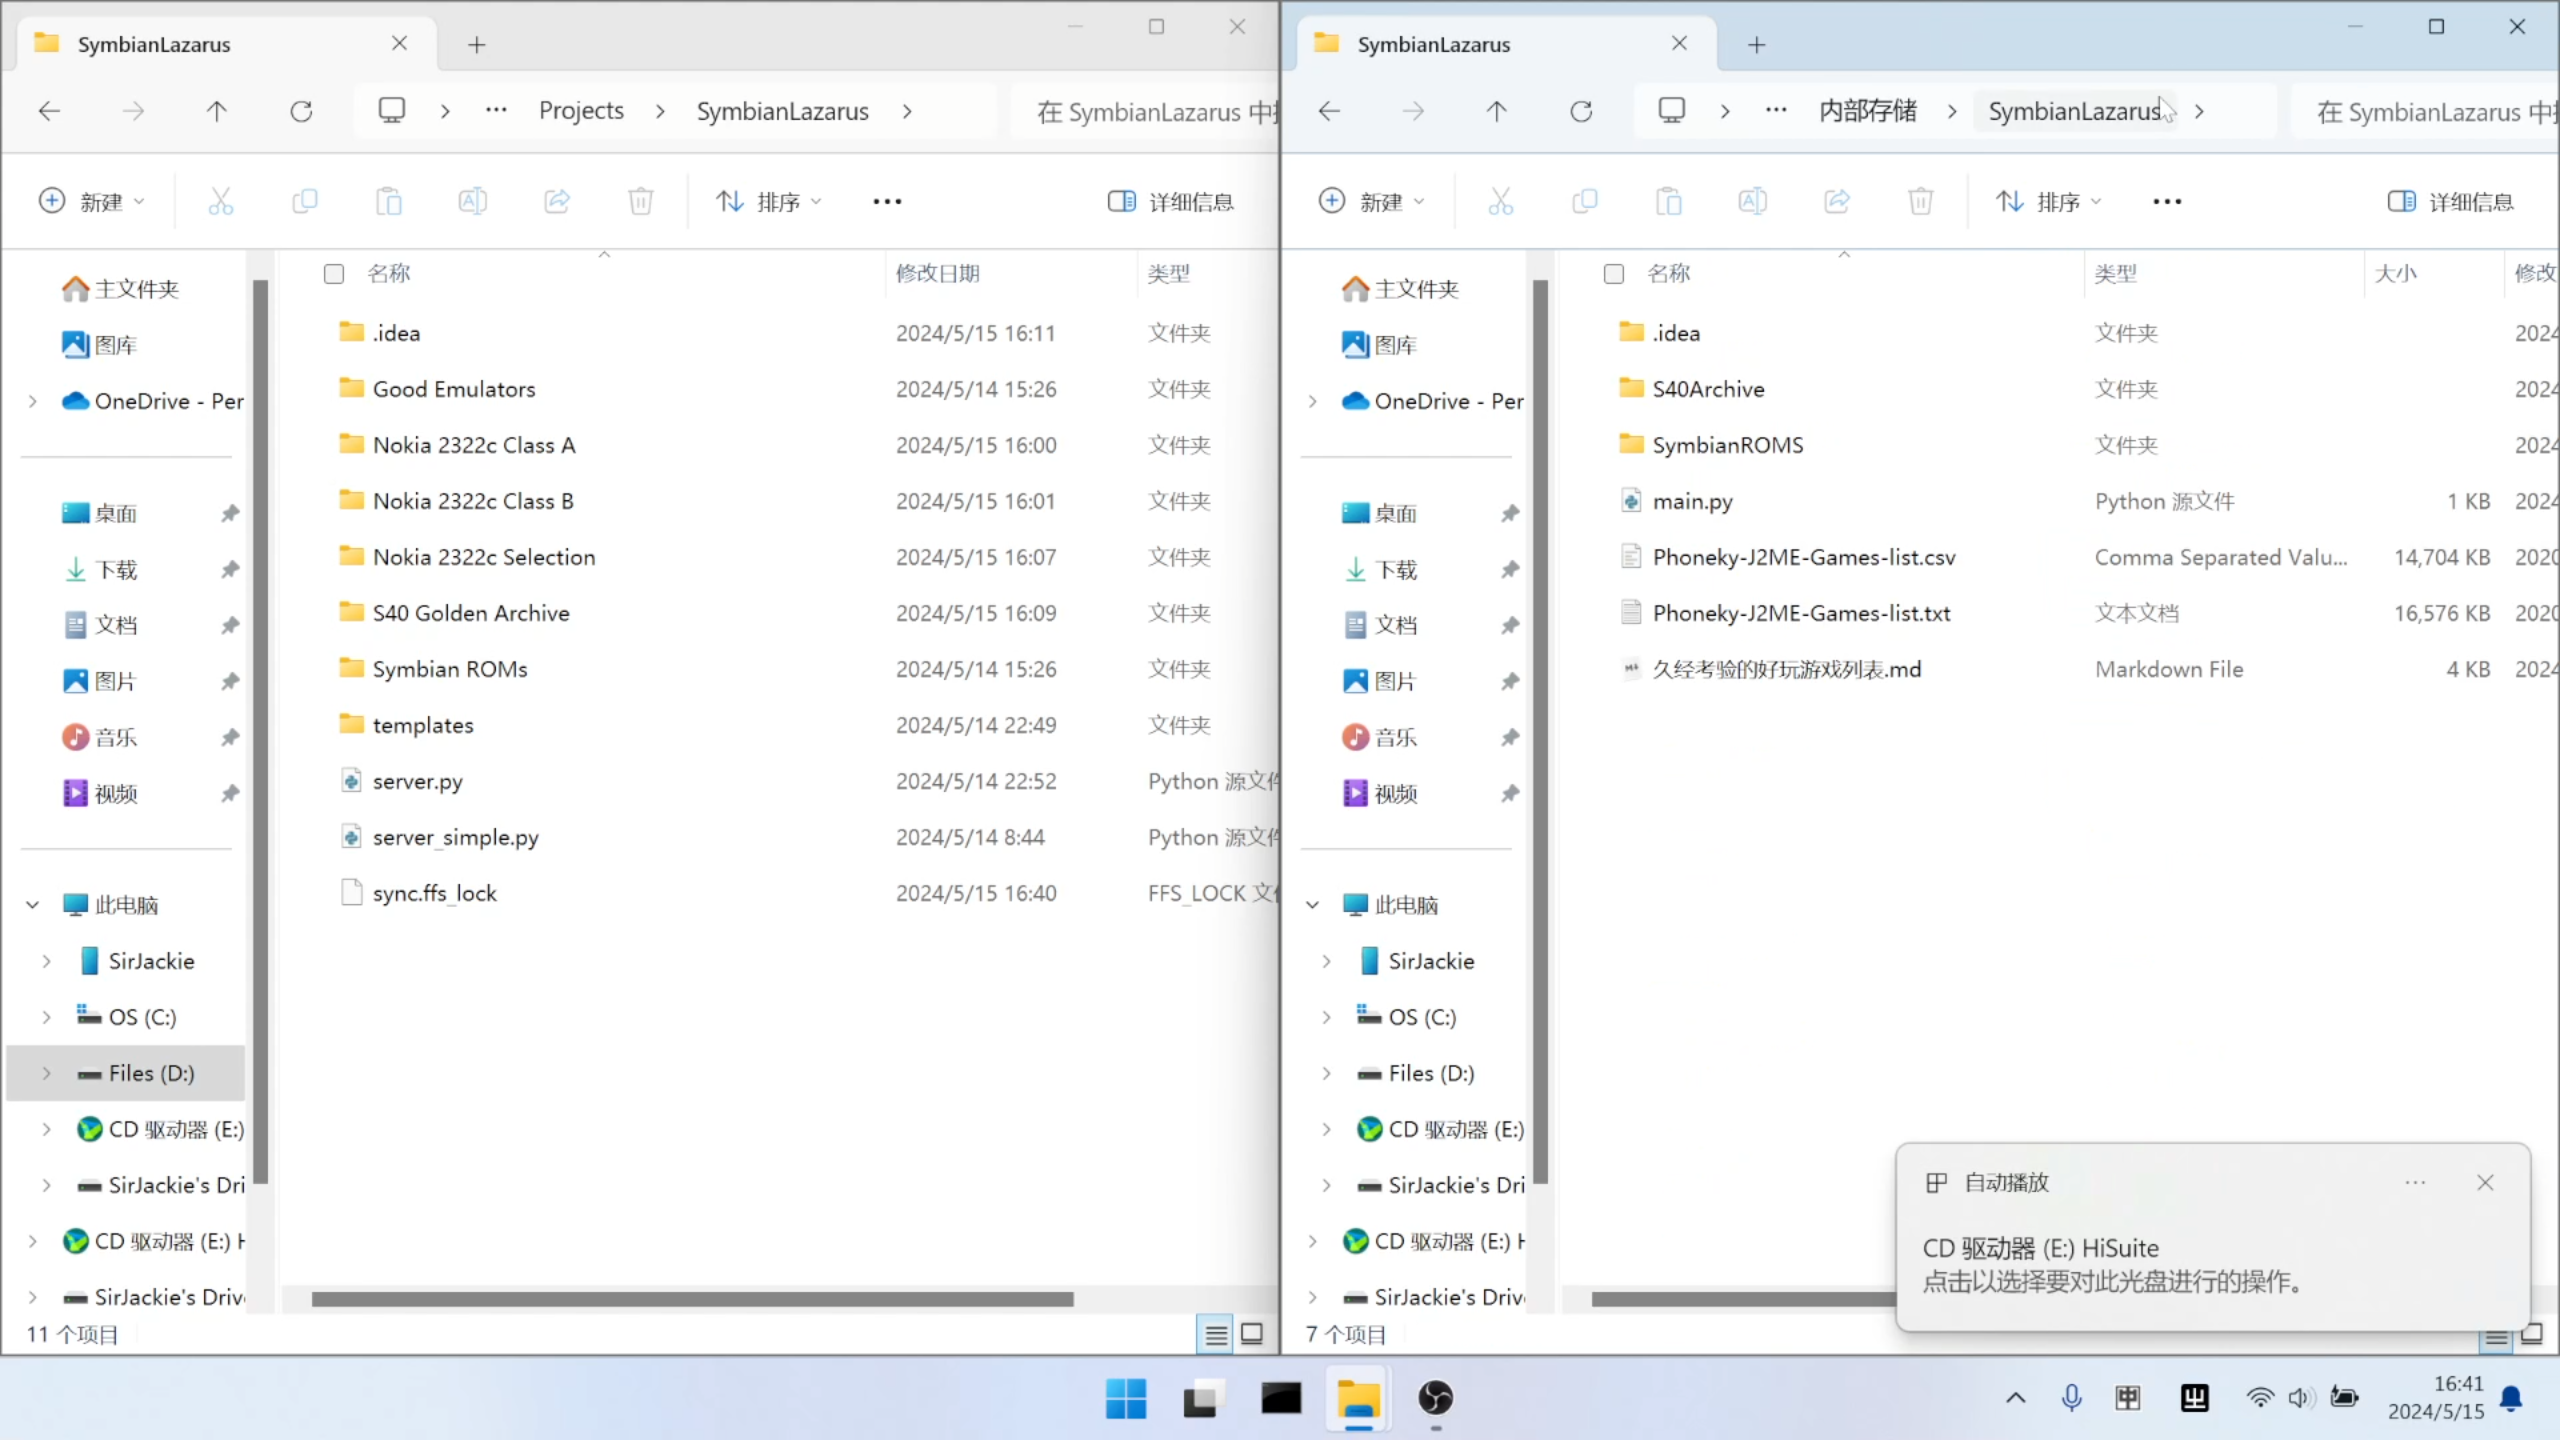 SymbianLazarus
Projects
SymbianLazarus
在 SymbianLazarus 中
新建
排序
详细信息
主文件夹
图库
OneDrive - Per
桌面
下载
文档
图片
音乐
视频
此电脑
SirJackie
OS (C:)
Files (D:)
CD 驱动器 (E:)
SirJackie's Dri
CD 驱动器 (E:) H
SirJackie's Driv
名称 修改日期 类型
.idea 2024/5/15 16:11 文件夹
Good Emulators 2024/5/14 15:26 文件夹
Nokia 2322c Class A 2024/5/15 16:00 文件夹
Nokia 2322c Class B 2024/5/15 16:01 文件夹
Nokia 2322c Selection 2024/5/15 16:07 文件夹
S40 Golden Archive 2024/5/15 16:09 文件夹
Symbian ROMs 2024/5/14 15:26 文件夹
templates 2024/5/14 22:49 文件夹
server.py 2024/5/14 22:52 Python 源文件
server_simple.py 2024/5/14 8:44 Python 源文件
sync.ffs_lock 2024/5/15 16:40 FFS_LOCK 文
11 个项目
SymbianLazarus
内部存储
SymbianLazarus
在 SymbianLazarus 中
新建
排序
详细信息
主文件夹
图库
OneDrive - Per
桌面
下载
文档
图片
音乐
视频
此电脑
SirJackie
OS (C:)
Files (D:)
CD 驱动器 (E:)
SirJackie's Dri
CD 驱动器 (E:) H
SirJackie's Driv
名称 类型 大小 修改
.idea 文件夹 2024
S40Archive 文件夹 2024
SymbianROMS 文件夹 2024
main.py Python 源文件 1 KB 2024
Phoneky-J2ME-Games-list.csv Comma Separated Valu... 14,704 KB 2020
Phoneky-J2ME-Games-list.txt 文本文档 16,576 KB 2020
久经考验的好玩游戏列表.md Markdown File 4 KB 2024
7 个项目
自动播放
CD 驱动器 (E:) HiSuite
点击以选择要对此光盘进行的操作。
中
16:41
2024/5/15